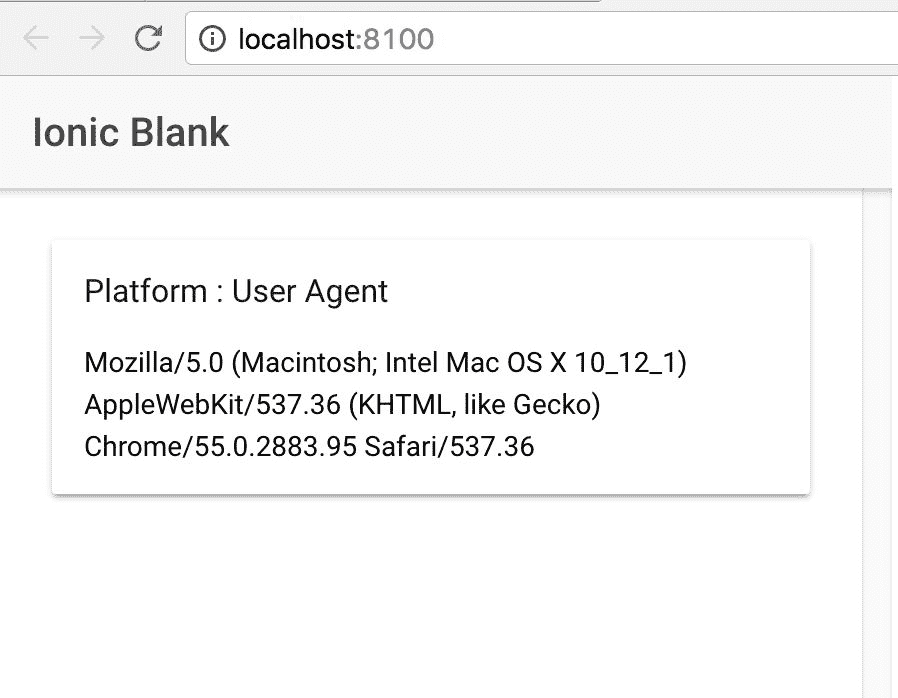 localhost:8100
Ionic Blank
Platform : User Agent
Mozilla/5.0 (Macintosh; Intel Mac OS X 10_12_1)
AppleWebKit/537.36 (KHTML, like Gecko)
Chrome/55.0.2883.95 Safari/537.36